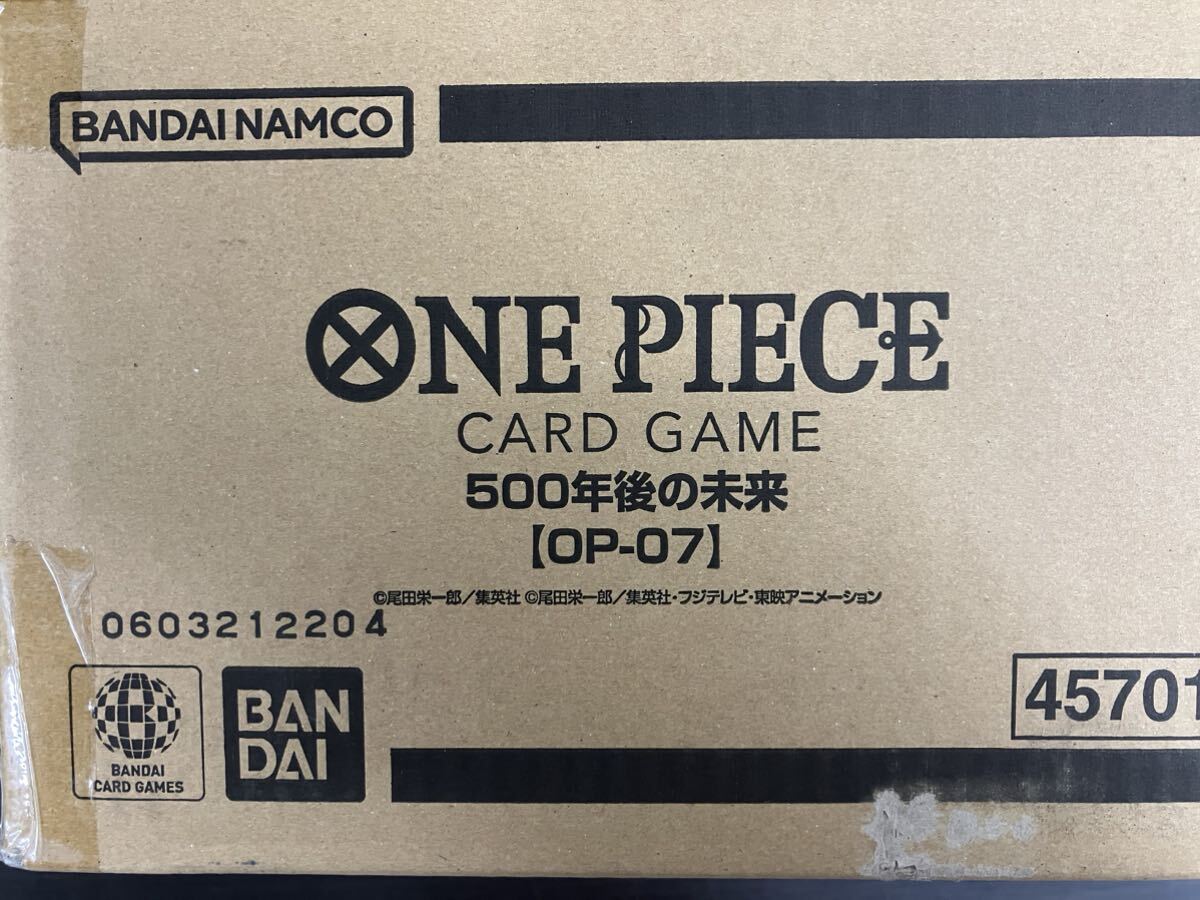 BANDAI NAMCO
ONE PIECE
CARD GAME
500年後の未来
【OP-07】
©尾田栄一郎／集英社 ©尾田栄一郎／集英社・フジテレビ・東映アニメーション
0603212204
45701
BANDAI
CARD GAMES
BAN
DAI